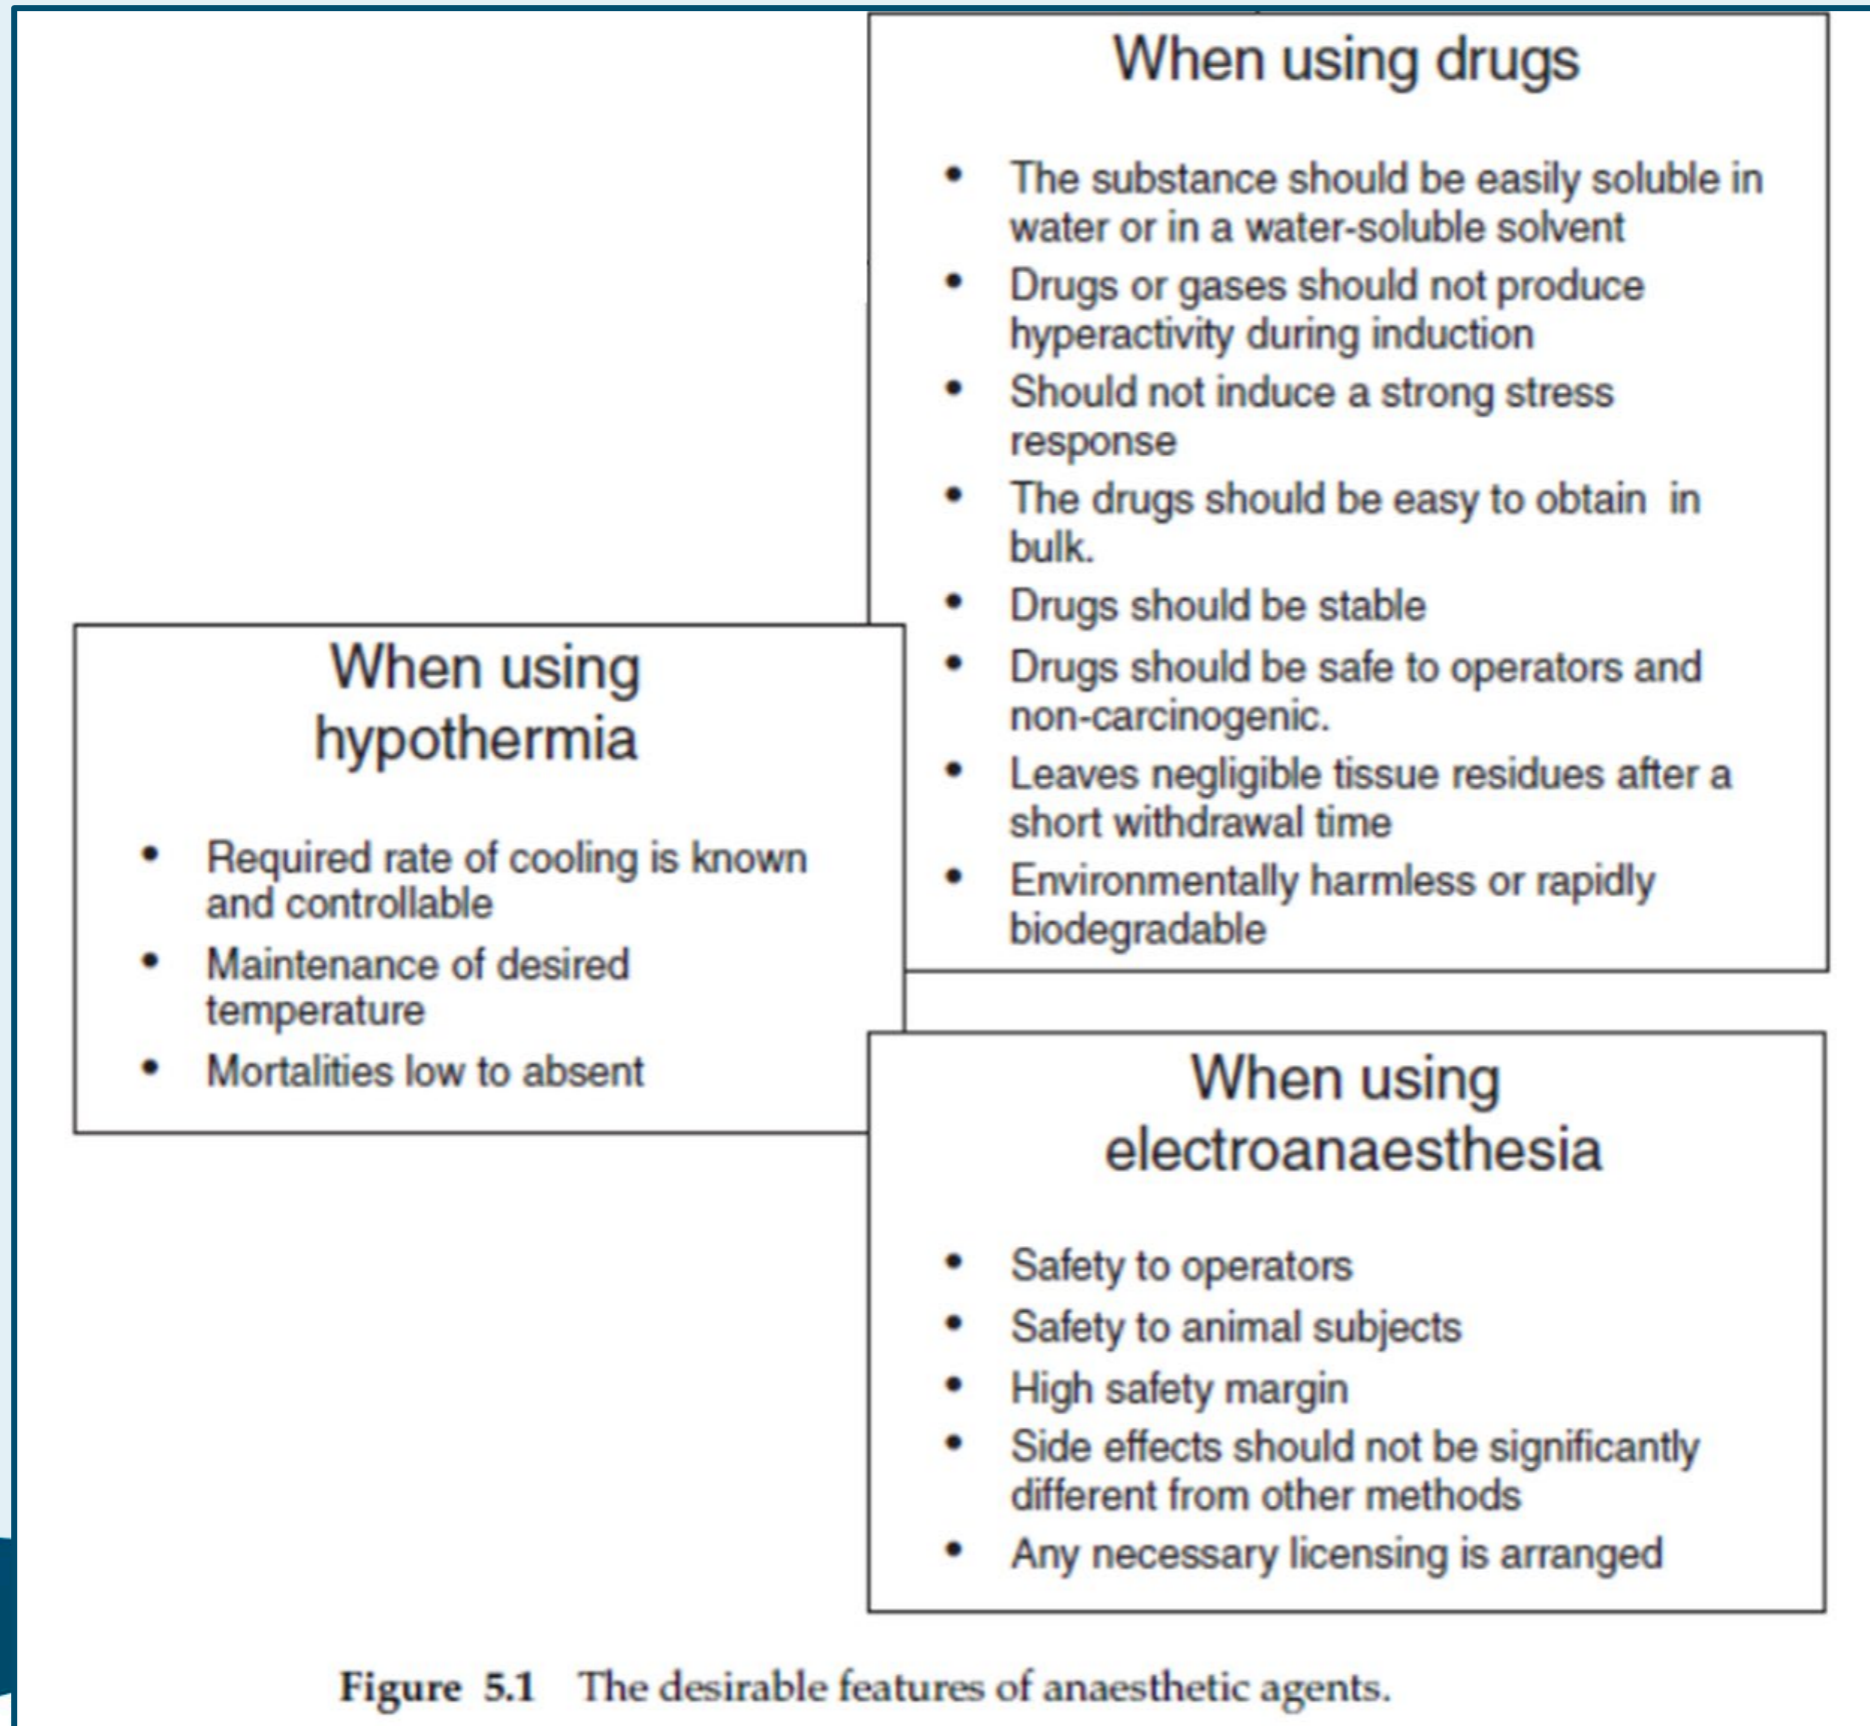 When using drugs
• The substance should be easily soluble in
water or in a water-soluble solvent
• Drugs or gases should not produce
hyperactivity during induction
• Should not induce a strong stress
response
• The drugs should be easy to obtain in
bulk.
• Drugs should be stable
• Drugs should be safe to operators and
non-carcinogenic.
• Leaves negligible tissue residues after a
short withdrawal time
• Environmentally harmless or rapidly
biodegradable
When using
hypothermia
• Required rate of cooling is known
and controllable
• Maintenance of desired
temperature
• Mortalities low to absent
When using
electroanaesthesia
• Safety to operators
• Safety to animal subjects
• High safety margin
• Side effects should not be significantly
different from other methods
• Any necessary licensing is arranged
Figure 5.1 The desirable features of anaesthetic agents.